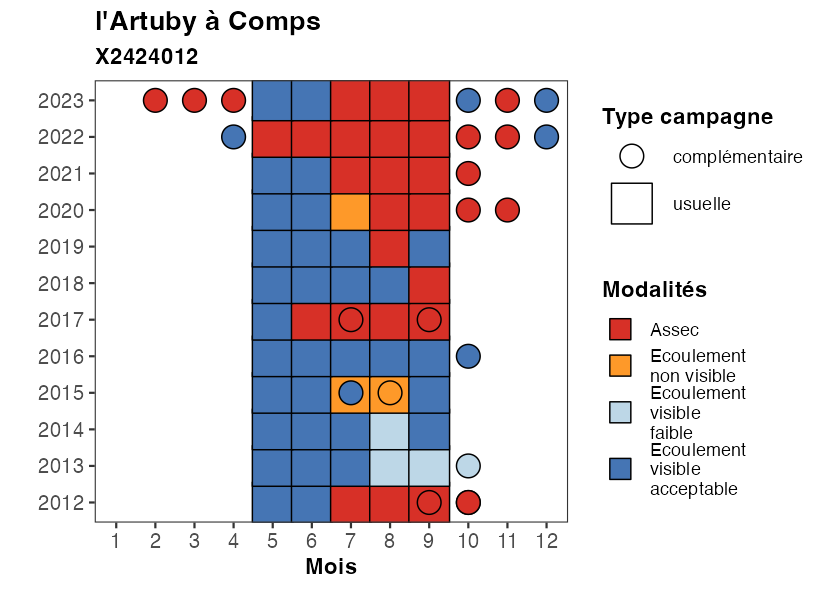 l'Artuby à Comps
X2424012
2023
2022
2021
2020
2019
2018
2017
2016
2015
2014
2013
2012
1 2 3 4 5 6 7 8 9 10 11 12
Mois
Type campagne
complémentaire
usuelle
Modalités
Assec
Ecoulement
non visible
Ecoulement
visible
faible
Ecoulement
visible
acceptable